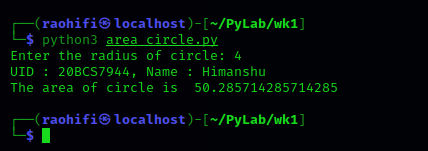 ┌──(raohifi㉿localhost)-[~/PyLab/wk1]
└─$ python3 area_circle.py
Enter the radius of circle: 4
UID : 20BCS7944, Name : Himanshu
The area of circle is  50.285714285714285

┌──(raohifi㉿localhost)-[~/PyLab/wk1]
└─$